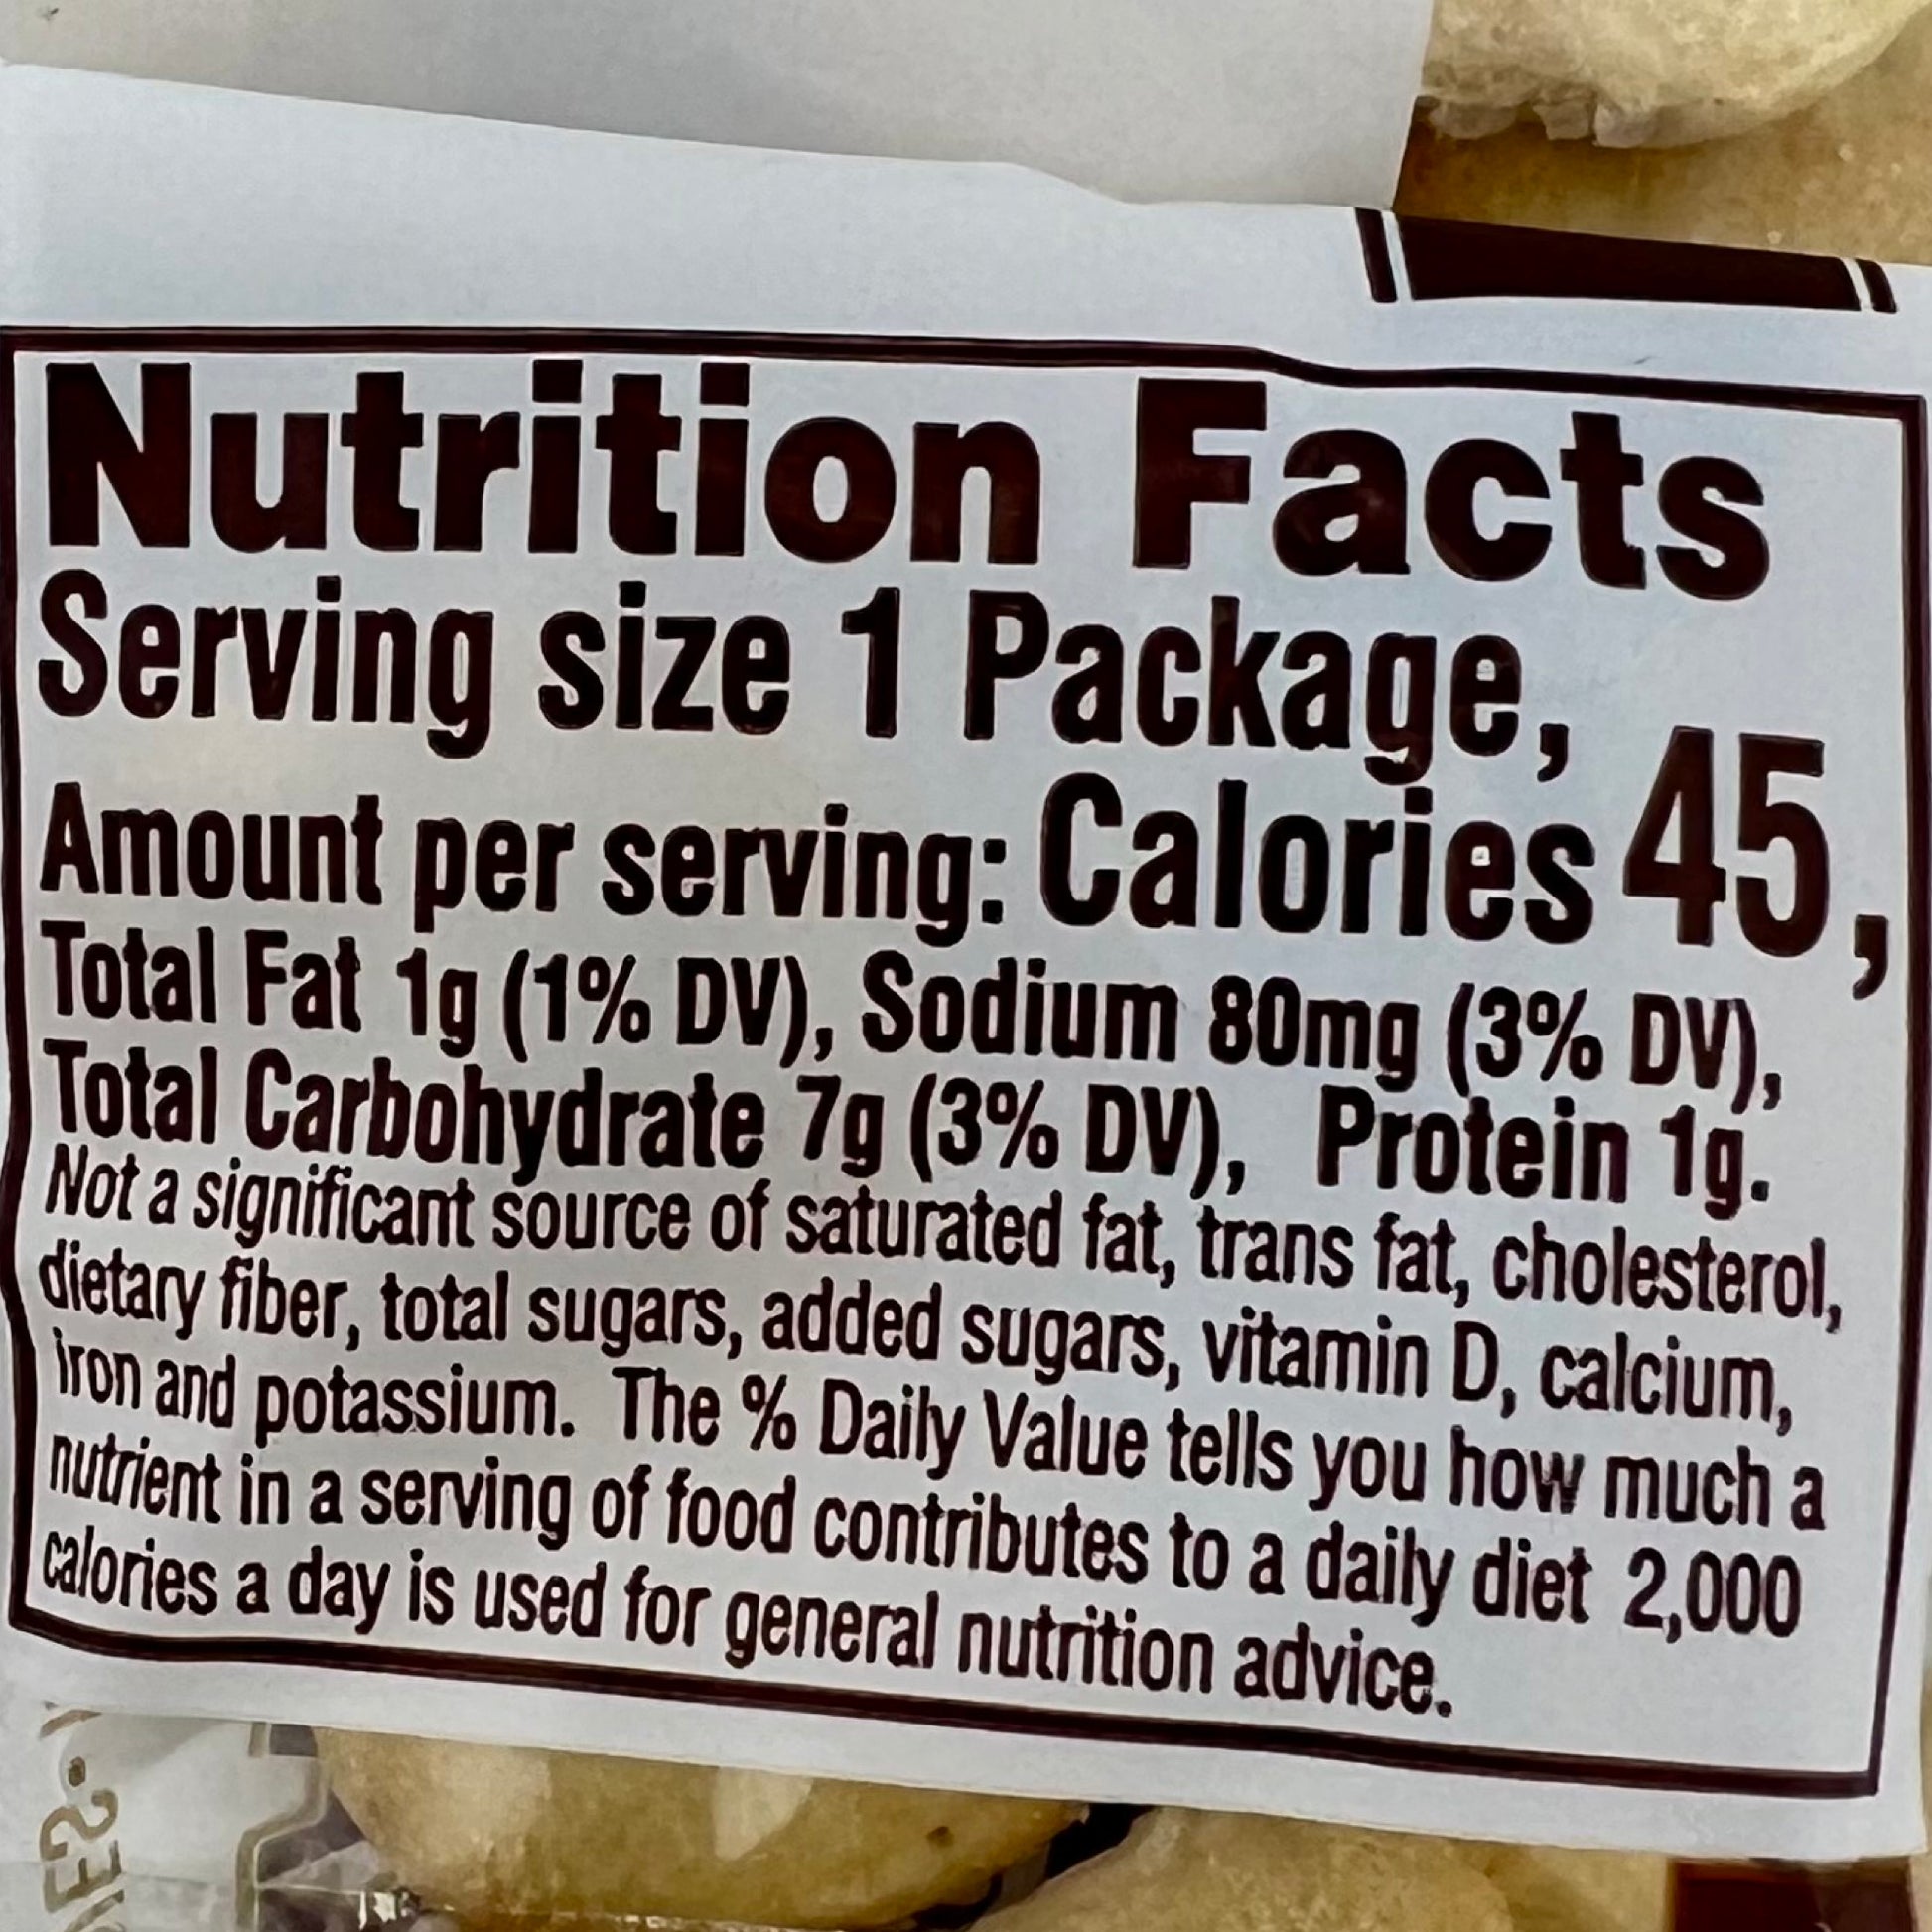 Nutrition Facts
Serving size 1 Package,
Amount per serving: Calories 45,
Total Fat 1g (1% DV), Sodium 80mg (3% DV),
Total Carbohydrate 7g (3% DV), Protein 1g.
Not a significant source of saturated fat, trans fat, cholesterol,
dietary fiber, total sugars, added sugars, vitamin D, calcium,
iron and potassium. The % Daily Value tells you how much a
nutrient in a serving of food contributes to a daily diet 2,000
calories a day is used for general nutrition advice.